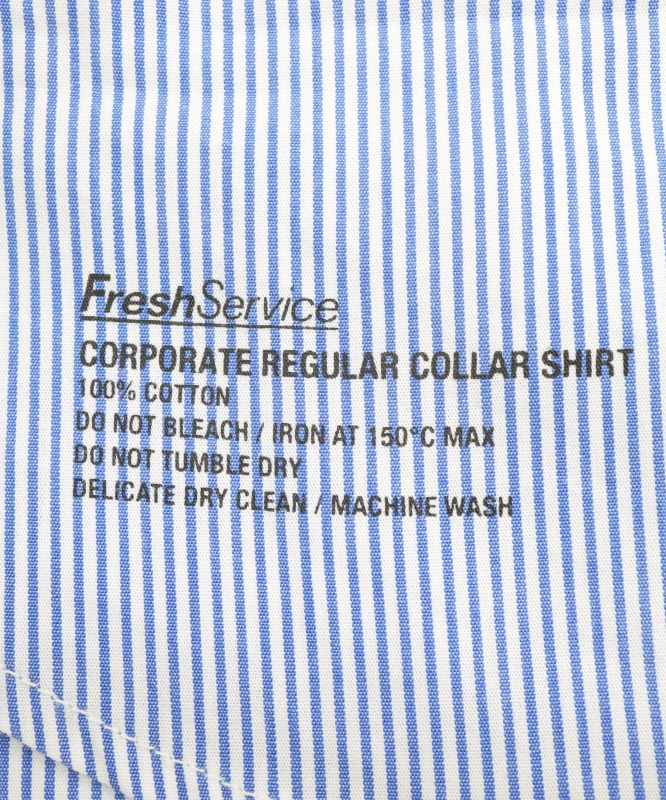 FreshService
CORPORATE REGULAR COLLAR SHIRT
100% COTTON
DO NOT BLEACH / IRON AT 150°C MAX
DO NOT TUMBLE DRY
DELICATE DRY CLEAN / MACHINE WASH